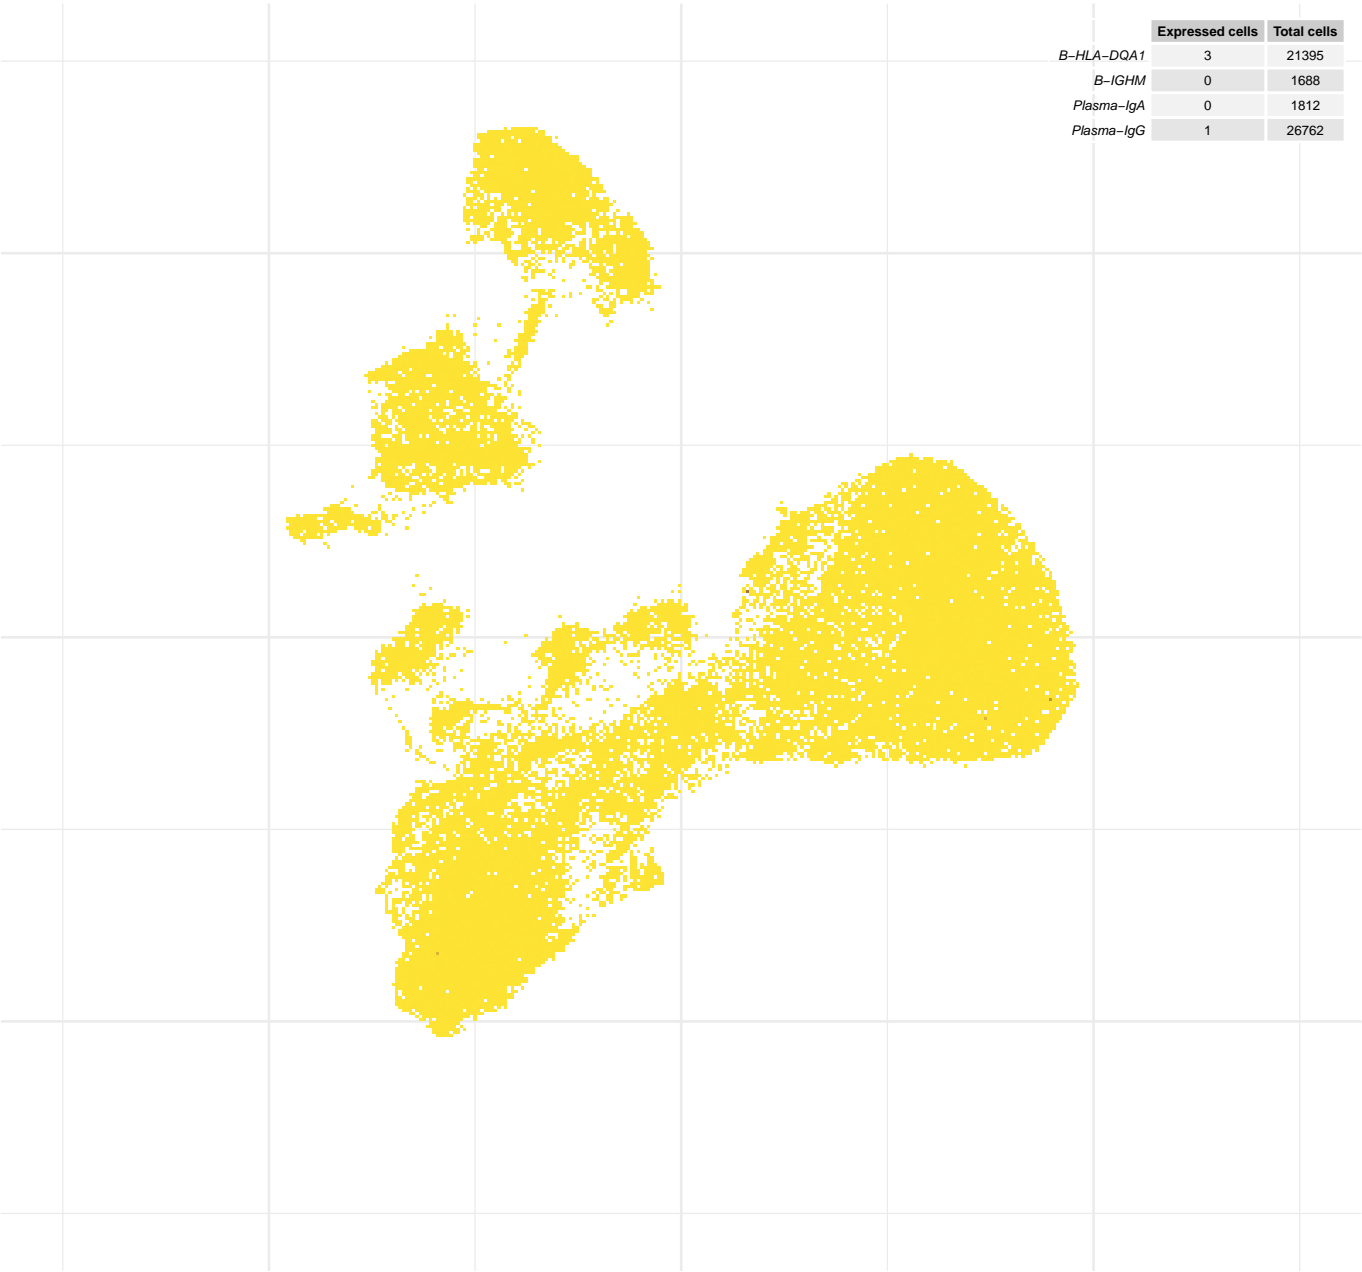 Expressed cells Total cells
B−HLA−DQA1 3 21395
B−IGHM 0 1688
Plasma−IgA 0 1812
Plasma−IgG 1 26762